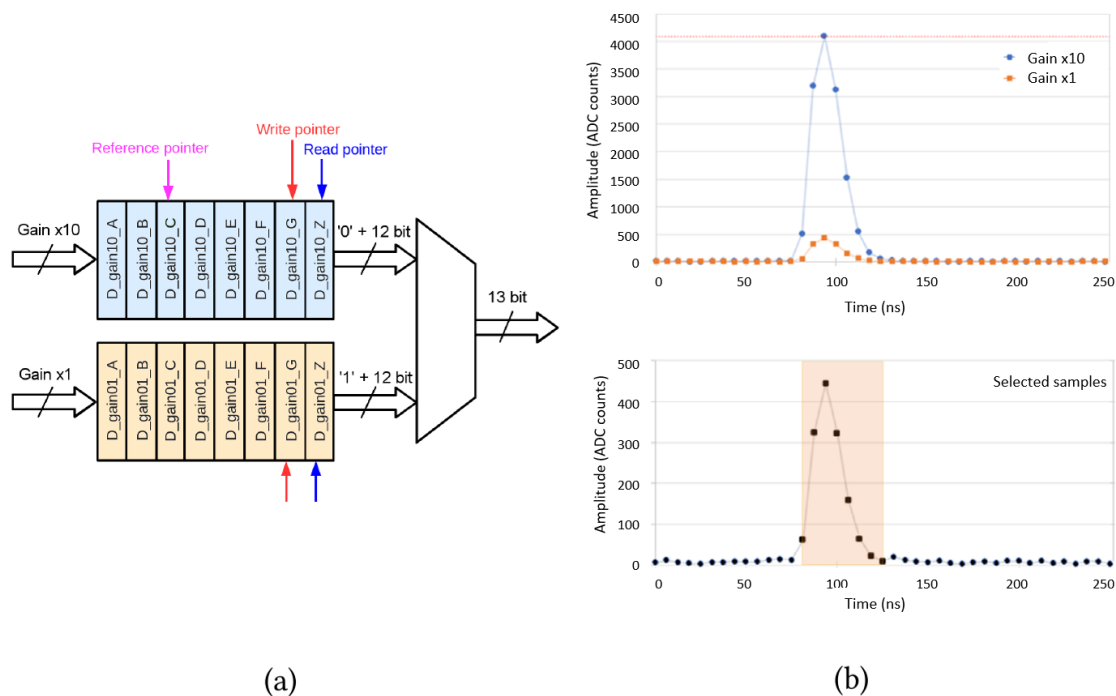 Reference pointer
Write pointer
Read pointer
Gain x10
D_gain10_A
D_gain10_B
D_gain10_C
D_gain10_D
D_gain10_E
D_gain10_F
D_gain10_G
D_gain10_Z
'0' + 12 bit
13 bit
Gain x1
D_gain01_A
D_gain01_B
D_gain01_C
D_gain01_D
D_gain01_E
D_gain01_F
D_gain01_G
D_gain01_Z
'1' + 12 bit
(a)
Amplitude (ADC counts)
4500
4000
3500
3000
2500
2000
1500
1000
500
0
Gain x10
Gain x1
0 50 100 150 200 250
Time (ns)
Amplitude (ADC counts)
500
400
300
200
100
0
Selected samples
0 50 100 150 200 250
Time (ns)
(b)